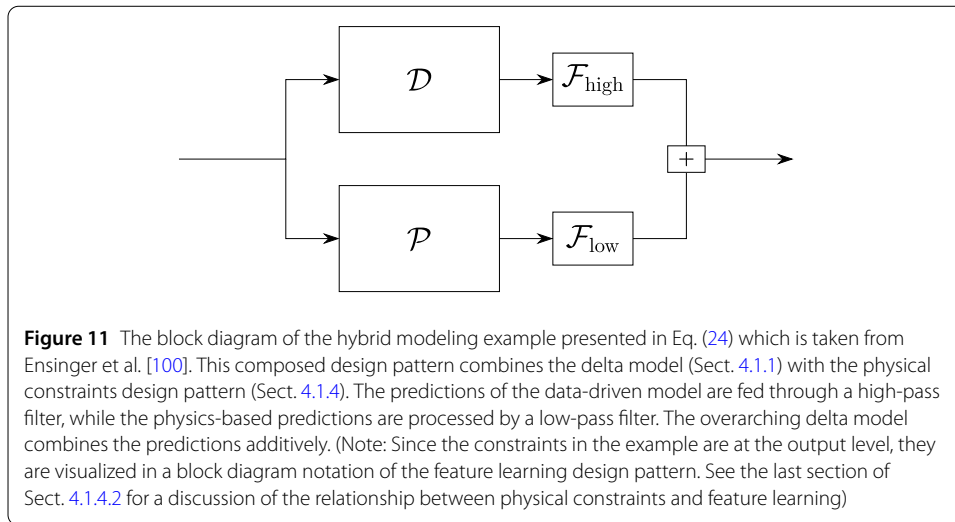 𝒟
ℱ_high
+
𝒫
ℱ_low
Figure 11 The block diagram of the hybrid modeling example presented in Eq. (24) which is taken from
Ensinger et al. [100]. This composed design pattern combines the delta model (Sect. 4.1.1) with the physical
constraints design pattern (Sect. 4.1.4). The predictions of the data-driven model are fed through a high-pass
filter, while the physics-based predictions are processed by a low-pass filter. The overarching delta model
combines the predictions additively. (Note: Since the constraints in the example are at the output level, they
are visualized in a block diagram notation of the feature learning design pattern. See the last section of
Sect. 4.1.4.2 for a discussion of the relationship between physical constraints and feature learning)